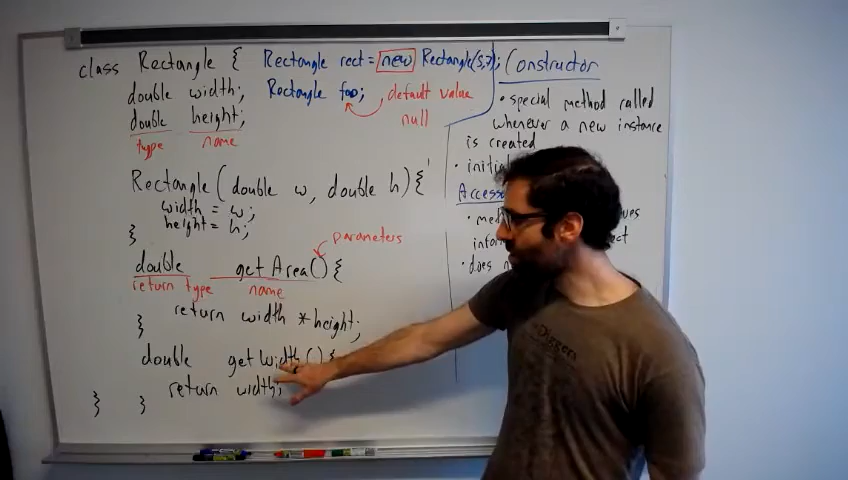 class Rectangle {
double width;
double height;
type name
Rectangle rect = new Rectangle(5,7);
Rectangle foo;
default value
null
Rectangle (double w, double h) {
width = w;
height = h;
}
parameters
double getArea() {
return type name
return width * height;
}
double getWidth() {
return width;
}
}
Constructor
• special method called
whenever a new instance
is created
•
• 
• does
Diggen